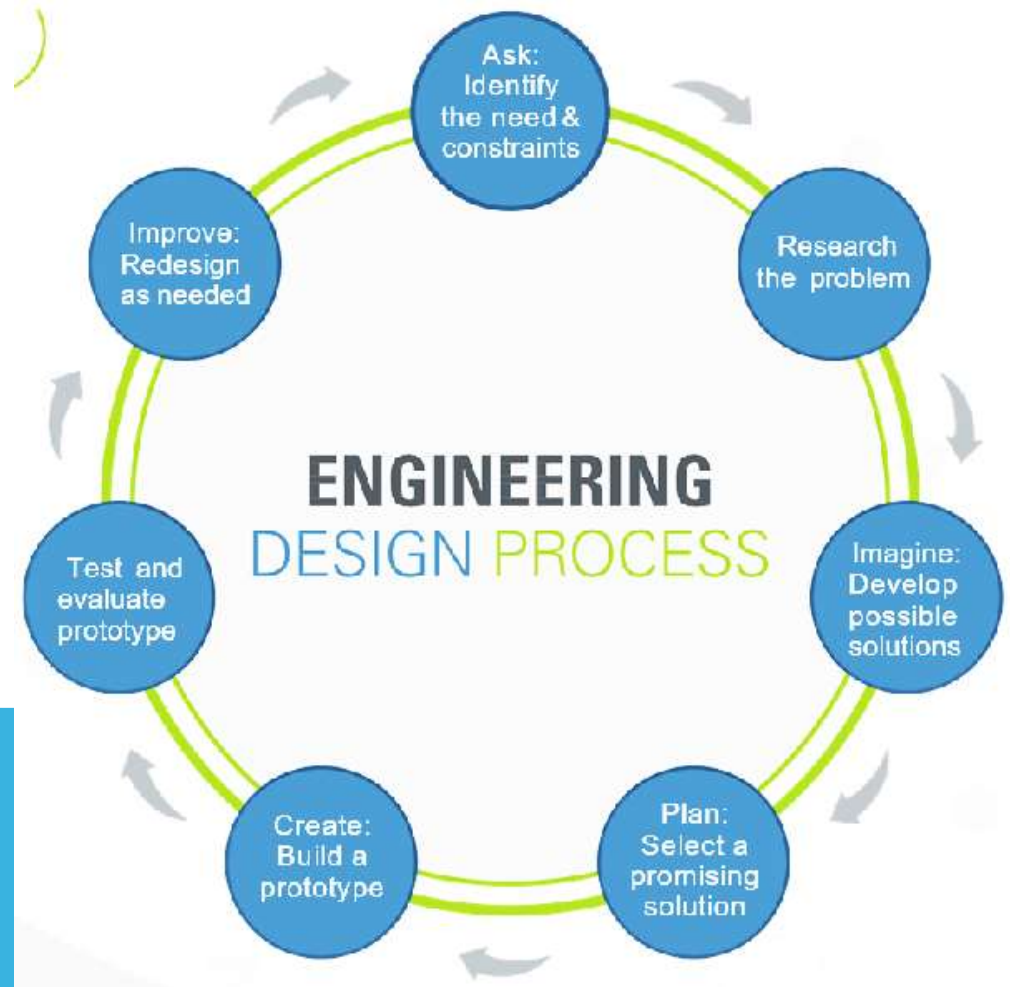 Ask:
Identify
the need &
constraints
Research
the problem
Imagine:
Develop
possible
solutions
Plan:
Select a
promising
solution
Create:
Build a
prototype
Test and
evaluate
prototype
Improve:
Redesign
as needed
ENGINEERING
DESIGN PROCESS